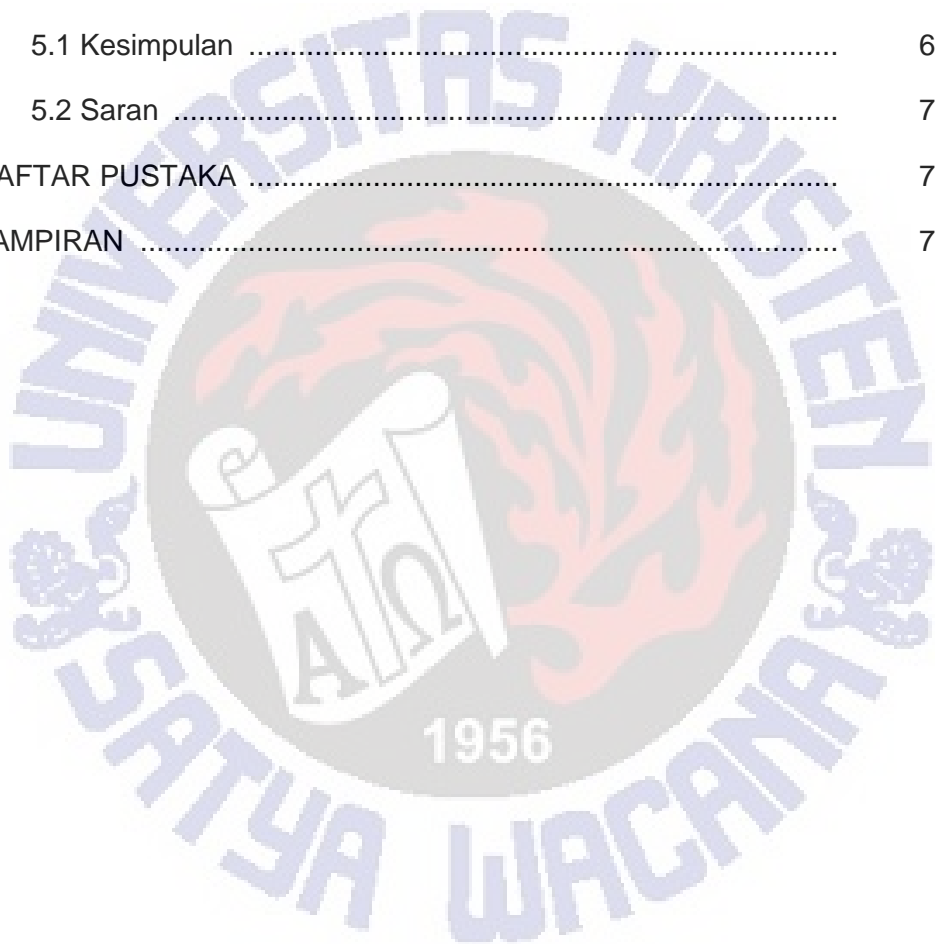 5.1 Kesimpulan ........................................................................ 6
5.2 Saran ................................................................................. 7
AFTAR PUSTAKA ........................................................................ 7
AMPIRAN ..................................................................................... 7
UNIVERSITAS KRISTEN
Α Ω
1956
SATYA WACANA